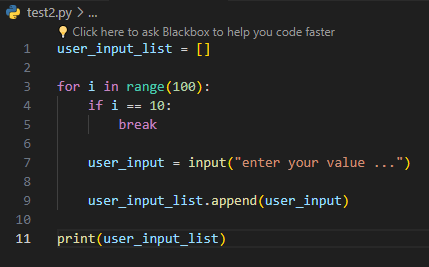 test2.py > ...
Click here to ask Blackbox to help you code faster
1 user_input_list = []
2
3 for i in range(100):
4     if i == 10:
5         break
6
7     user_input = input("enter your value ...")
8
9     user_input_list.append(user_input)
10
11 print(user_input_list)